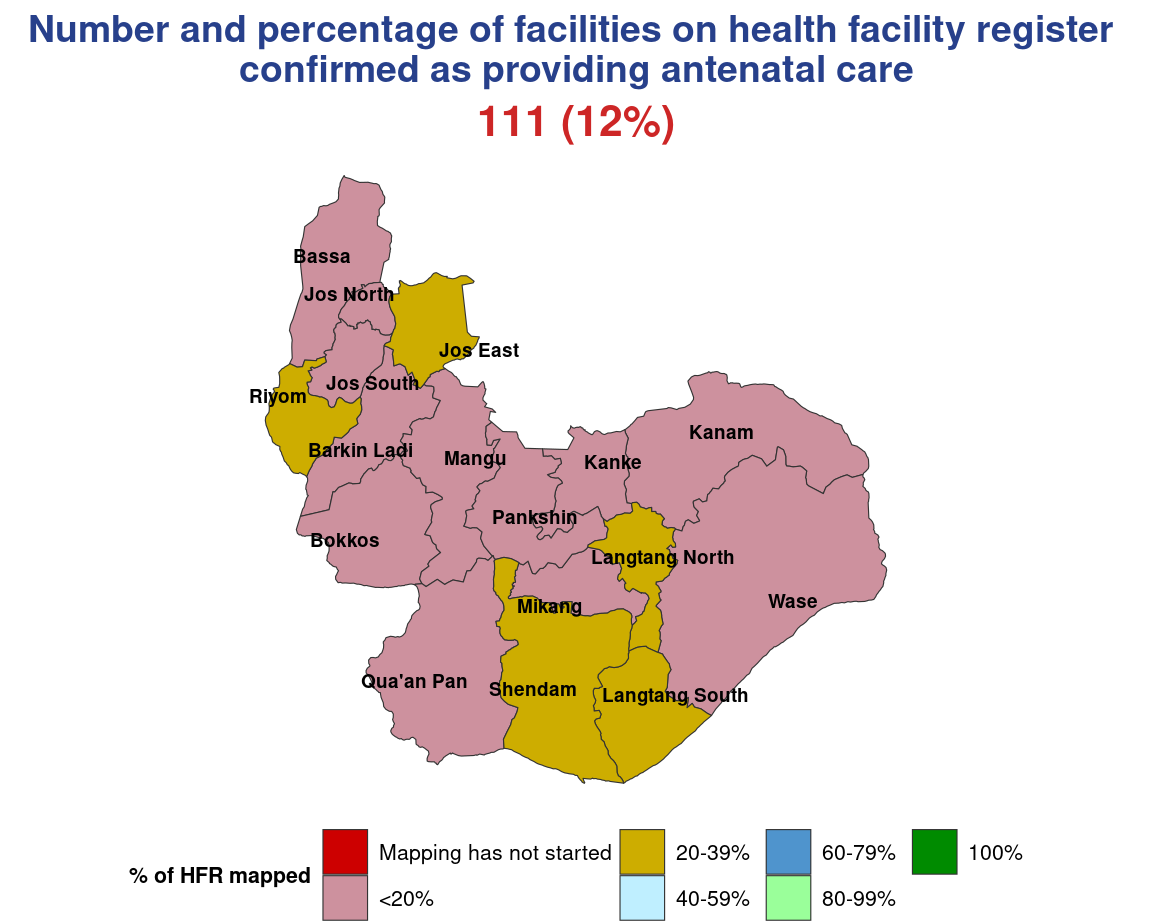 Number and percentage of facilities on health facility register
confirmed as providing antenatal care
111 (12%)
Bassa
Jos North
Jos East
Jos South
Riyom
Kanam
Barkin Ladi
Mangu
Kanke
Pankshin
Bokkos
Langtang North
Wase
Mikang
Qua'an Pan
Shendam
Langtang South
% of HFR mapped
Mapping has not started
<20%
20-39%
40-59%
60-79%
80-99%
100%